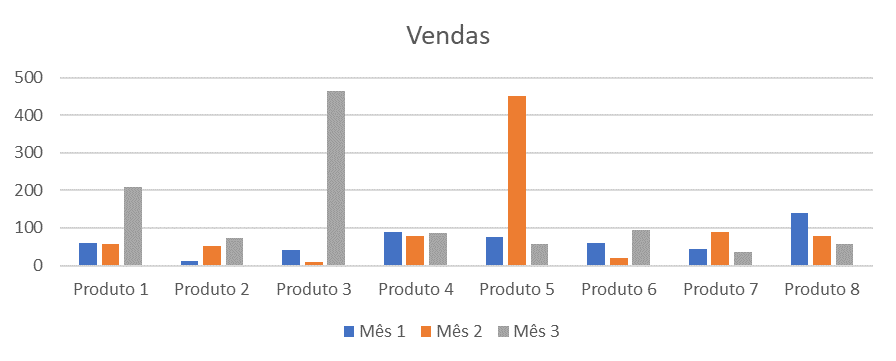 Vendas
500
400
300
200
100
0
Produto 1 Produto 2 Produto 3 Produto 4 Produto 5 Produto 6 Produto 7 Produto 8
Mês 1 Mês 2 Mês 3